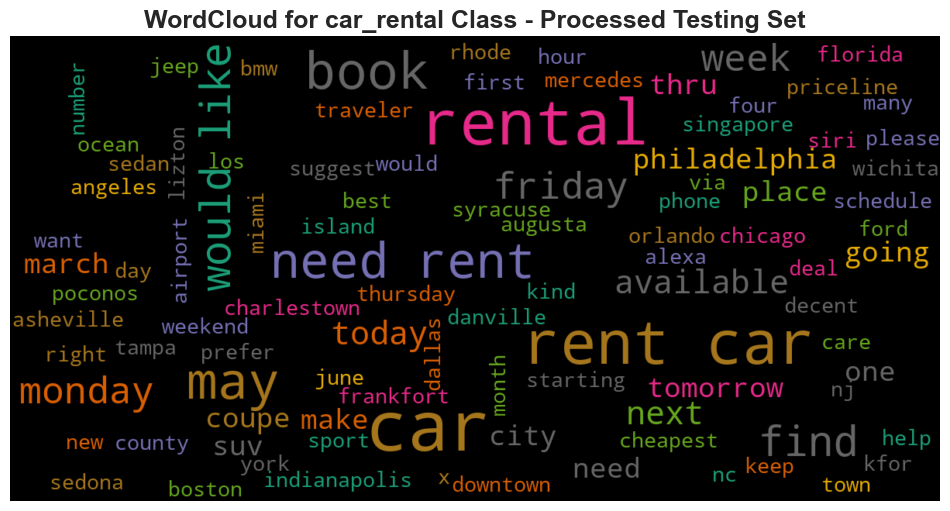 WordCloud for car_rental Class - Processed Testing Set
number
jeep
bmw
would like
book
rhode
hour
first
mercedes
week
thru
florida
priceline
traveler
rental
four
many
singapore
siri
please
ocean
sedan
los
angeles
lizton
suggest
would
friday
philadelphia
wichita
via
place
phone
schedule
best
miami
island
syracuse
augusta
orlando
chicago
ford
going
want
airport
march
day
need rent
alexa
deal
available
poconos
kind
thursday
charlestown
danville
decent
asheville
weekend
today
dallas
rent car
care
right
tampa
prefer
monday
may
june
frankfort
month
starting
tomorrow
one
nj
coupe
make
car
next
suv
sport
city
cheapest
find
help
new
county
york
need
keep
kfor
sedona
boston
indianapolis
x
downtown
nc
town